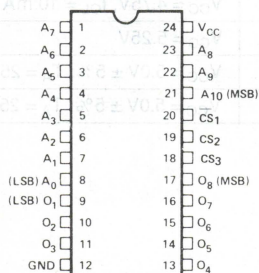 A7 1 24 VCC
A6 2 23 A8
A5 3 22 A9
A4 4 21 A10 (MSB)
A3 5 20 CS1
A2 6 19 CS2
A1 7 18 CS3
(LSB) A0 8 17 O8 (MSB)
(LSB) O1 9 16 O7
O2 10 15 O6
O3 11 14 O5
GND 12 13 O4